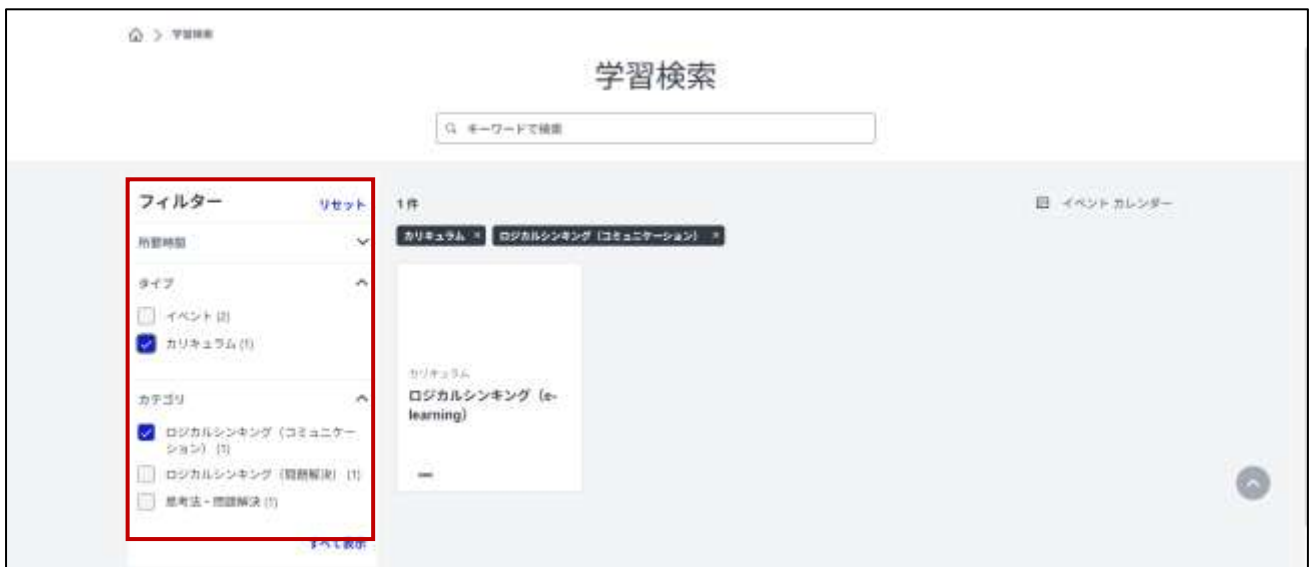 学習検索
学習検索
キーワードで検索
フィルター
リセット
所要時間
タイプ
イベント (2)
カリキュラム (1)
カテゴリ
ロジカルシンキング（コミュニケー
ション） (1)
ロジカルシンキング（問題解決） (1)
思考法・問題解決 (1)
すべて表示
1 件
イベント カレンダー
カリキュラム ×
ロジカルシンキング（コミュニケーション） ×
カリキュラム
ロジカルシンキング（e-
learning）